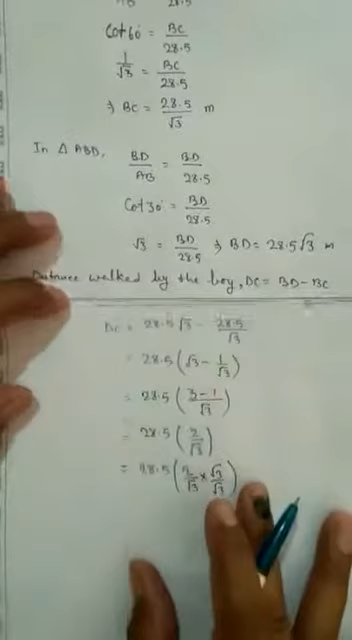 AB 28.5
Cot 60° = BC/28.5
1/√3 = BC/28.5
⇒ BC = 28.5/√3 m
In △ ABD, BD/AB = BD/28.5
Cot 30° = BD/28.5
√3 = BD/28.5 ⇒ BD = 28.5√3 m
Distance walked by the boy, DC = BD - BC
DC = 28.5√3 - 28.5/√3
= 28.5(√3 - 1/√3)
= 28.5(3-1/√3)
= 28.5(2/√3)
= 28.5(2/√3 × √3/√3)